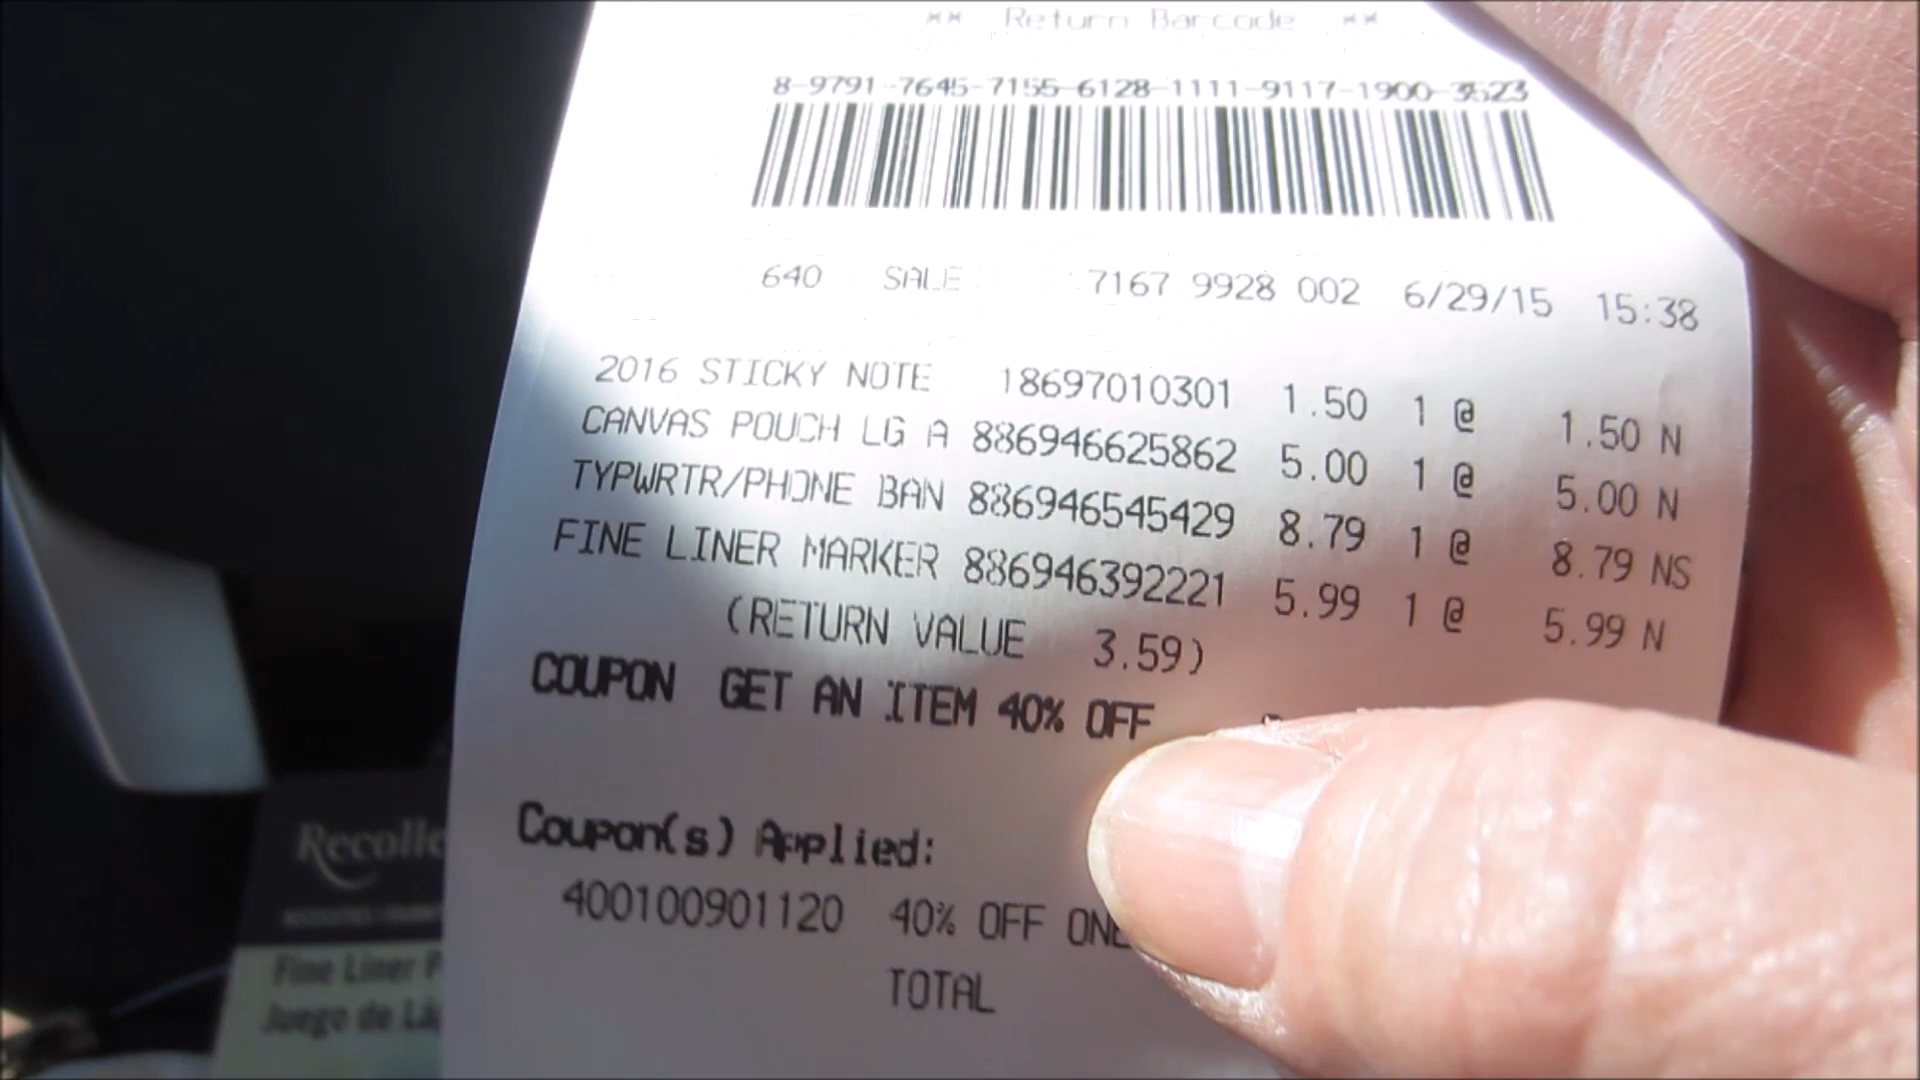 ** Return Barcode **
8-9791-7645-7155-6128-1111-9117-1900-3523
640 SALE 7167 9928 002 6/29/15 15:38
2016 STICKY NOTE 18697010301 1.50 1 @ 1.50 N
CANVAS POUCH LG A 886946625862 5.00 1 @ 5.00 N
TYPWRTR/PHONE BAN 886946545429 8.79 1 @ 8.79 NS
FINE LINER MARKER 886946392221 5.99 1 @ 5.99 N
(RETURN VALUE 3.59)
COUPON GET AN ITEM 40% OFF
Coupon(s) Applied:
400100901120 40% OFF ONE
TOTAL
Recolle
Fine Liner P
Juego de Lá